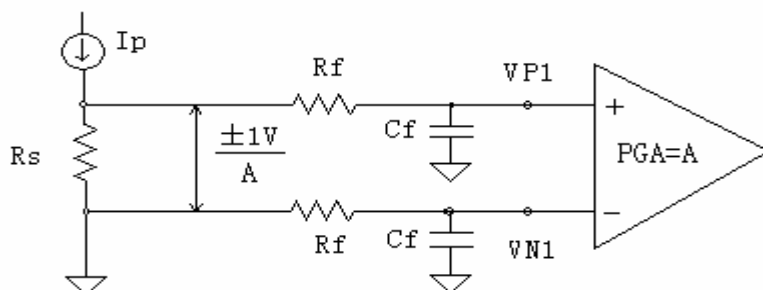 Ip
Rf
VP1
Cf
+
Rs
±1V
A
PGA=A
−
Rf
Cf
VN1